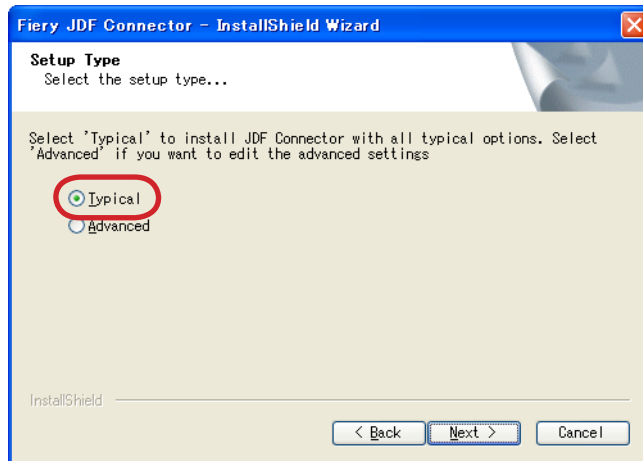 Fiery JDF Connector - InstallShield Wizard
Setup Type
Select the setup type...
Select 'Typical' to install JDF Connector with all typical options. Select
'Advanced' if you want to edit the advanced settings
Typical
Advanced
InstallShield
< Back Next > Cancel